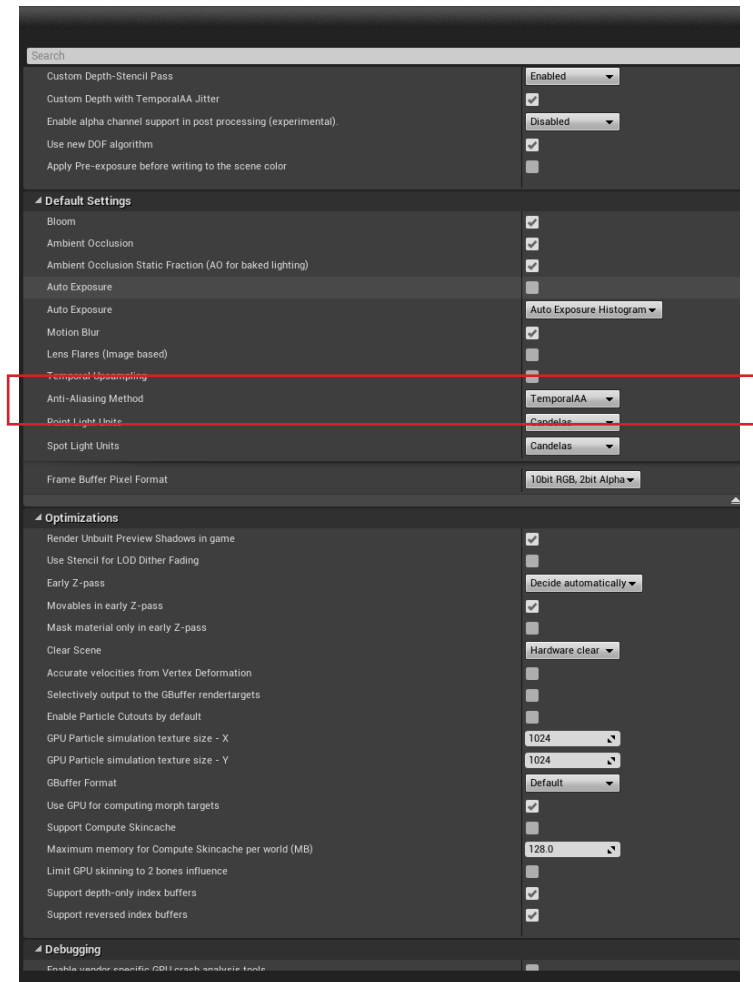 Search
Custom Depth-Stencil Pass Enabled
Custom Depth with TemporalAA Jitter
Enable alpha channel support in post processing (experimental). Disabled
Use new DOF algorithm
Apply Pre-exposure before writing to the scene color
Default Settings
Bloom
Ambient Occlusion
Ambient Occlusion Static Fraction (AO for baked lighting)
Auto Exposure
Auto Exposure Auto Exposure Histogram
Motion Blur
Lens Flares (Image based)
Temporal Upsampling
Anti-Aliasing Method TemporalAA
Point Light Units Candelas
Spot Light Units Candelas
Frame Buffer Pixel Format 10bit RGB, 2bit Alpha
Optimizations
Render Unbuilt Preview Shadows in game
Use Stencil for LOD Dither Fading
Early Z-pass Decide automatically
Movables in early Z-pass
Mask material only in early Z-pass
Clear Scene Hardware clear
Accurate velocities from Vertex Deformation
Selectively output to the GBuffer rendertargets
Enable Particle Cutouts by default
GPU Particle simulation texture size - X 1024
GPU Particle simulation texture size - Y 1024
GBuffer Format Default
Use GPU for computing morph targets
Support Compute Skincache
Maximum memory for Compute Skincache per world (MB) 128.0
Limit GPU skinning to 2 bones influence
Support depth-only index buffers
Support reversed index buffers
Debugging
Enable vendor specific GPU crash analysis tools